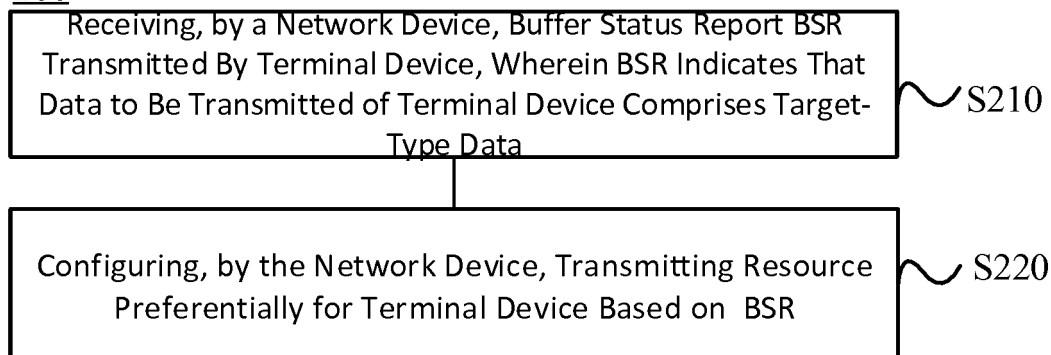 Receiving, by a Network Device, Buffer Status Report BSR
Transmitted By Terminal Device, Wherein BSR Indicates That
Data to Be Transmitted of Terminal Device Comprises Target-
Type Data
S210
Configuring, by the Network Device, Transmitting Resource
Preferentially for Terminal Device Based on BSR
S220